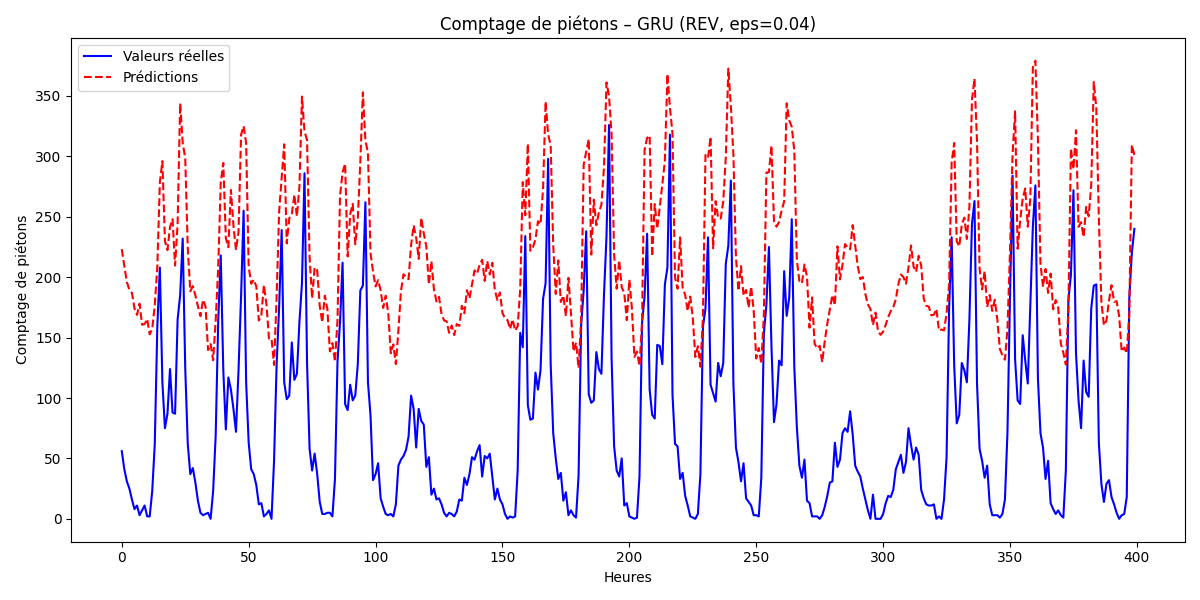 Comptage de piétons – GRU (REV, eps=0.04)
Valeurs réelles
Prédictions
Comptage de piétons
350
300
250
200
150
100
50
0
0 50 100 150 200 250 300 350 400
Heures